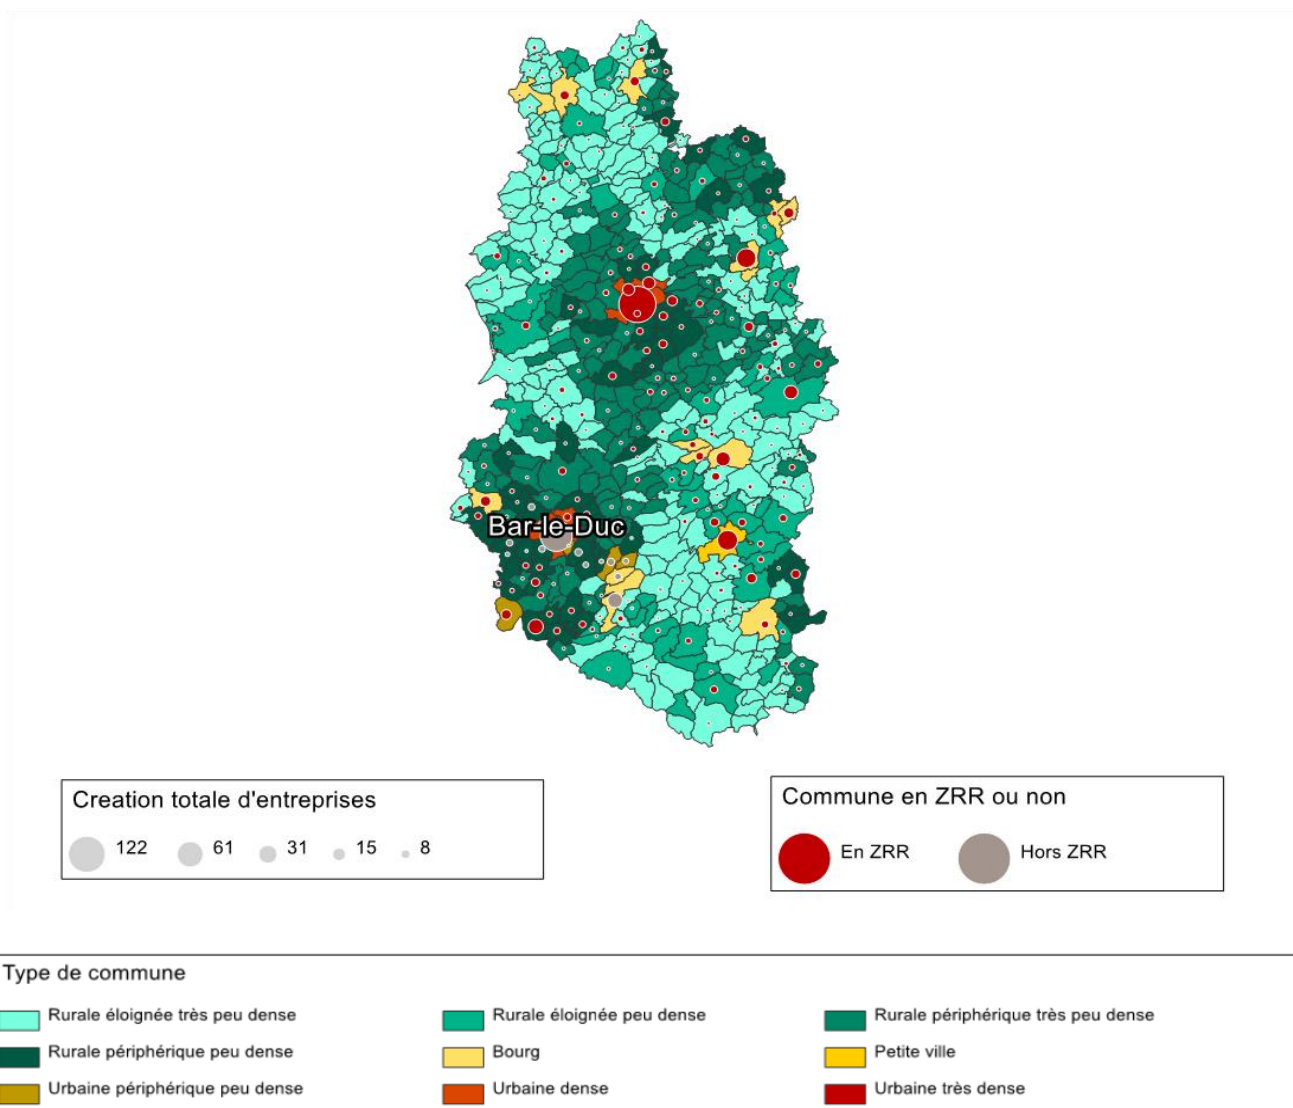 Bar-le-Duc
Creation totale d'entreprises
122 61 31 15 8
Commune en ZRR ou non
En ZRR Hors ZRR
Type de commune
Rurale éloignée très peu dense Rurale éloignée peu dense Rurale périphérique très peu dense
Rurale périphérique peu dense Bourg Petite ville
Urbaine périphérique peu dense Urbaine dense Urbaine très dense